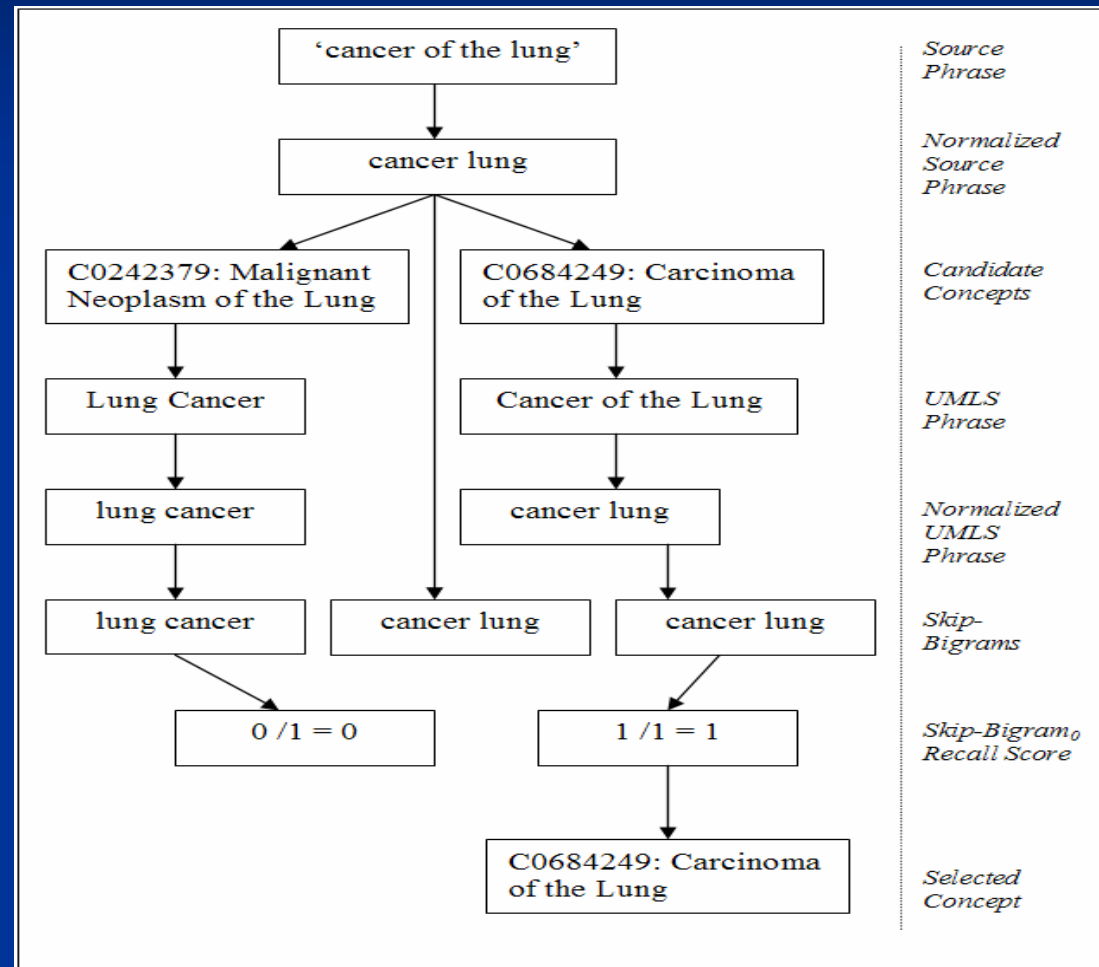 ‘cancer of the lung’
Source
Phrase
cancer lung
Normalized
Source
Phrase
C0242379: Malignant
Neoplasm of the Lung
C0684249: Carcinoma
of the Lung
Candidate
Concepts
Lung Cancer
Cancer of the Lung
UMLS
Phrase
lung cancer
cancer lung
Normalized
UMLS
Phrase
lung cancer
cancer lung
cancer lung
Skip-
Bigrams
0 /1 = 0
1 /1 = 1
Skip-Bigram₀
Recall Score
C0684249: Carcinoma
of the Lung
Selected
Concept